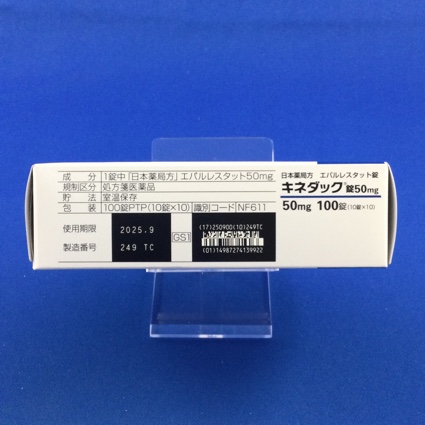 成 分 1錠中「日本薬局方」エパルレスタット50mg
規制区分 処方箋医薬品
貯 法 室温保存
包 装 100錠PTP(10錠×10) 識別コード NF611
使用期限 2025.9
製造番号 249 TC
GS1
(17)250900(10)249TC
(01)14987274139922
日本薬局方 エパルレスタット錠
キネダック®錠50mg
50mg 100錠(10錠×10)